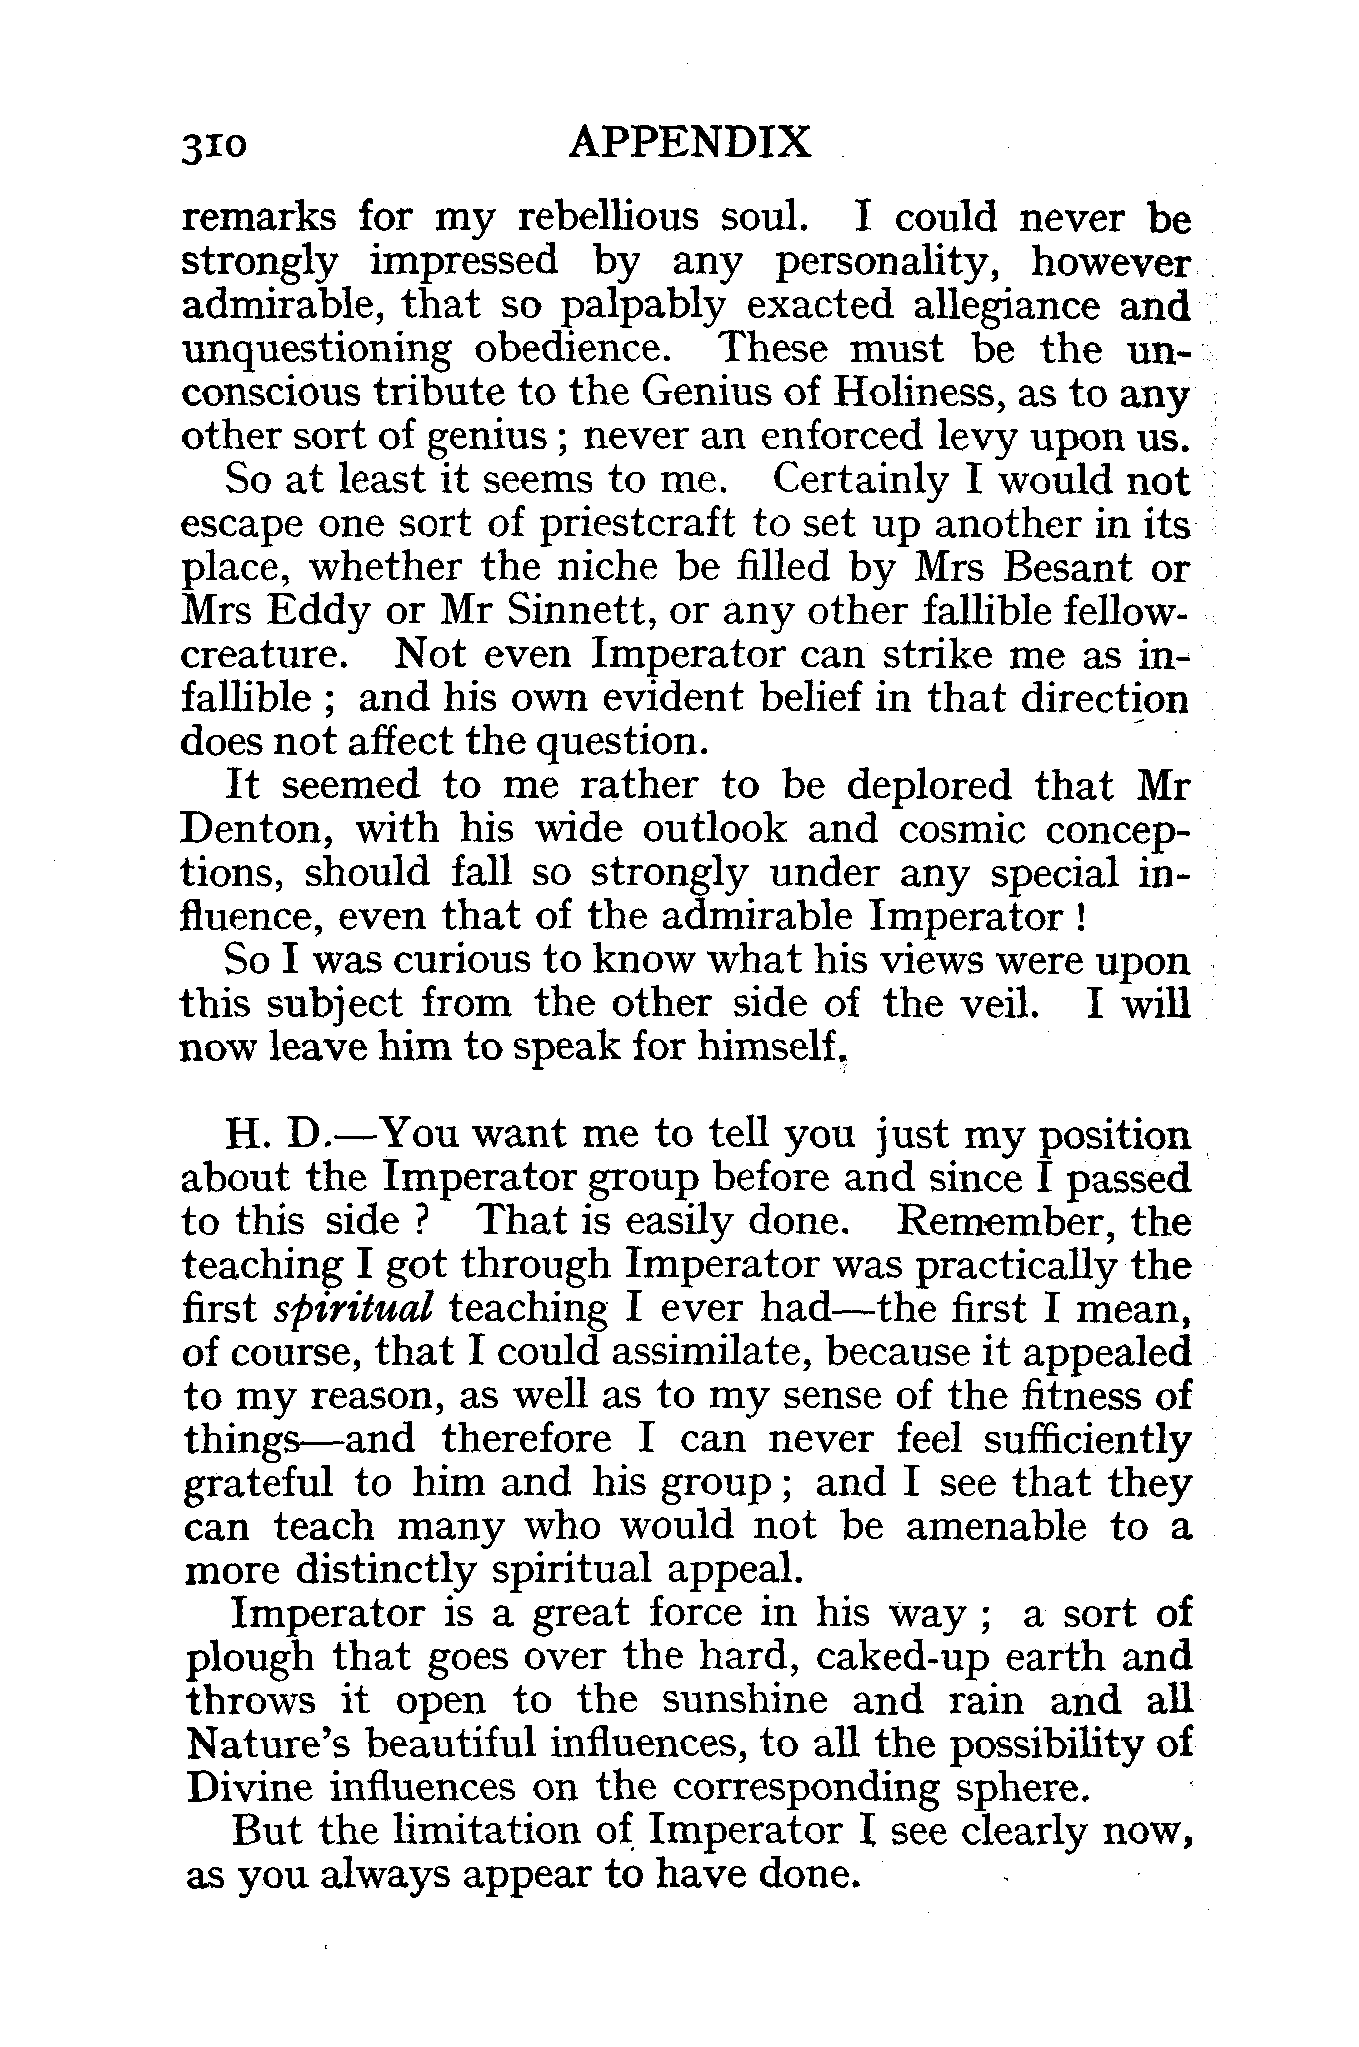 310 APPENDIX
remarks for my rebellious soul. I could never be
strongly impressed by any personality, however
admirable, that so palpably exacted allegiance and
unquestioning obedience. These must be the un-
conscious tribute to the Genius of Holiness, as to any
other sort of genius ; never an enforced levy upon us.
So at least it seems to me. Certainly I would not
escape one sort of priestcraft to set up another in its
place, whether the niche be filled by Mrs Besant or
Mrs Eddy or Mr Sinnett, or any other fallible fellow-
creature. Not even Imperator can strike me as in-
fallible ; and his own evident belief in that direction
does not affect the question.
It seemed to me rather to be deplored that Mr
Denton, with his wide outlook and cosmic concep-
tions, should fall so strongly under any special in-
fluence, even that of the admirable Imperator !
So I was curious to know what his views were upon
this subject from the other side of the veil. I will
now leave him to speak for himself.
H. D.—You want me to tell you just my position
about the Imperator group before and since I passed
to this side ? That is easily done. Remember, the
teaching I got through Imperator was practically the
first spiritual teaching I ever had—the first I mean,
of course, that I could assimilate, because it appealed
to my reason, as well as to my sense of the fitness of
things—and therefore I can never feel sufficiently
grateful to him and his group ; and I see that they
can teach many who would not be amenable to a
more distinctly spiritual appeal.
Imperator is a great force in his way ; a sort of
plough that goes over the hard, caked-up earth and
throws it open to the sunshine and rain and all
Nature's beautiful influences, to all the possibility of
Divine influences on the corresponding sphere.
But the limitation of Imperator I see clearly now,
as you always appear to have done.